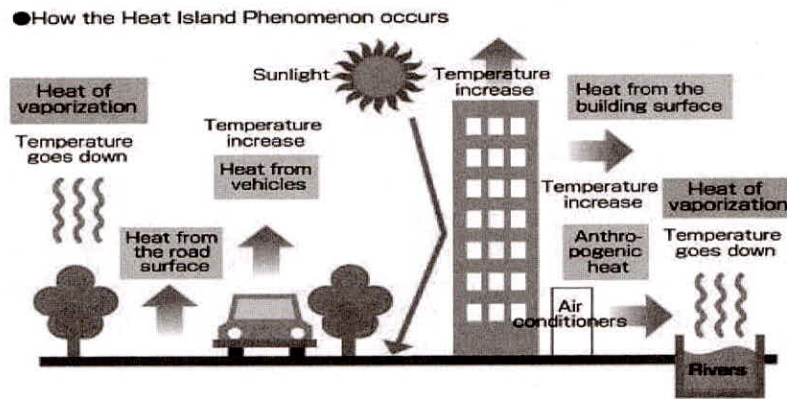 ●How the Heat Island Phenomenon occurs
Heat of
vaporization
Temperature
goes down
Heat from
the road
surface
Temperature
increase
Heat from
vehicles
Sunlight
Temperature
increase
Heat from the
building surface
Temperature
increase
Anthro-
pogenic
heat
Air
conditioners
Heat of
vaporization
Temperature
goes down
Rivers